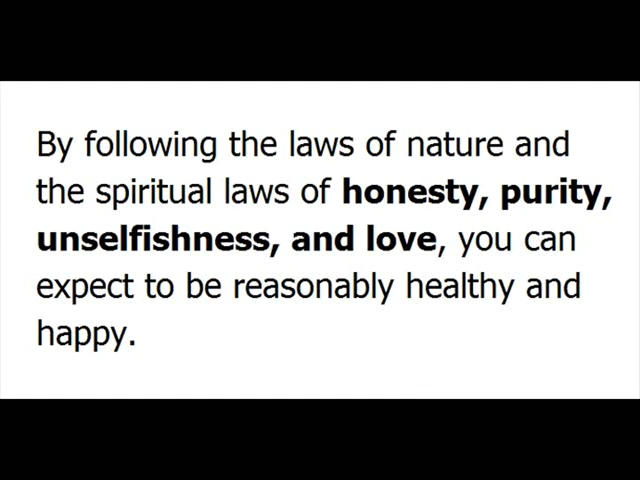 By following the laws of nature and
the spiritual laws of honesty, purity,
unselfishness, and love, you can
expect to be reasonably healthy and
happy.